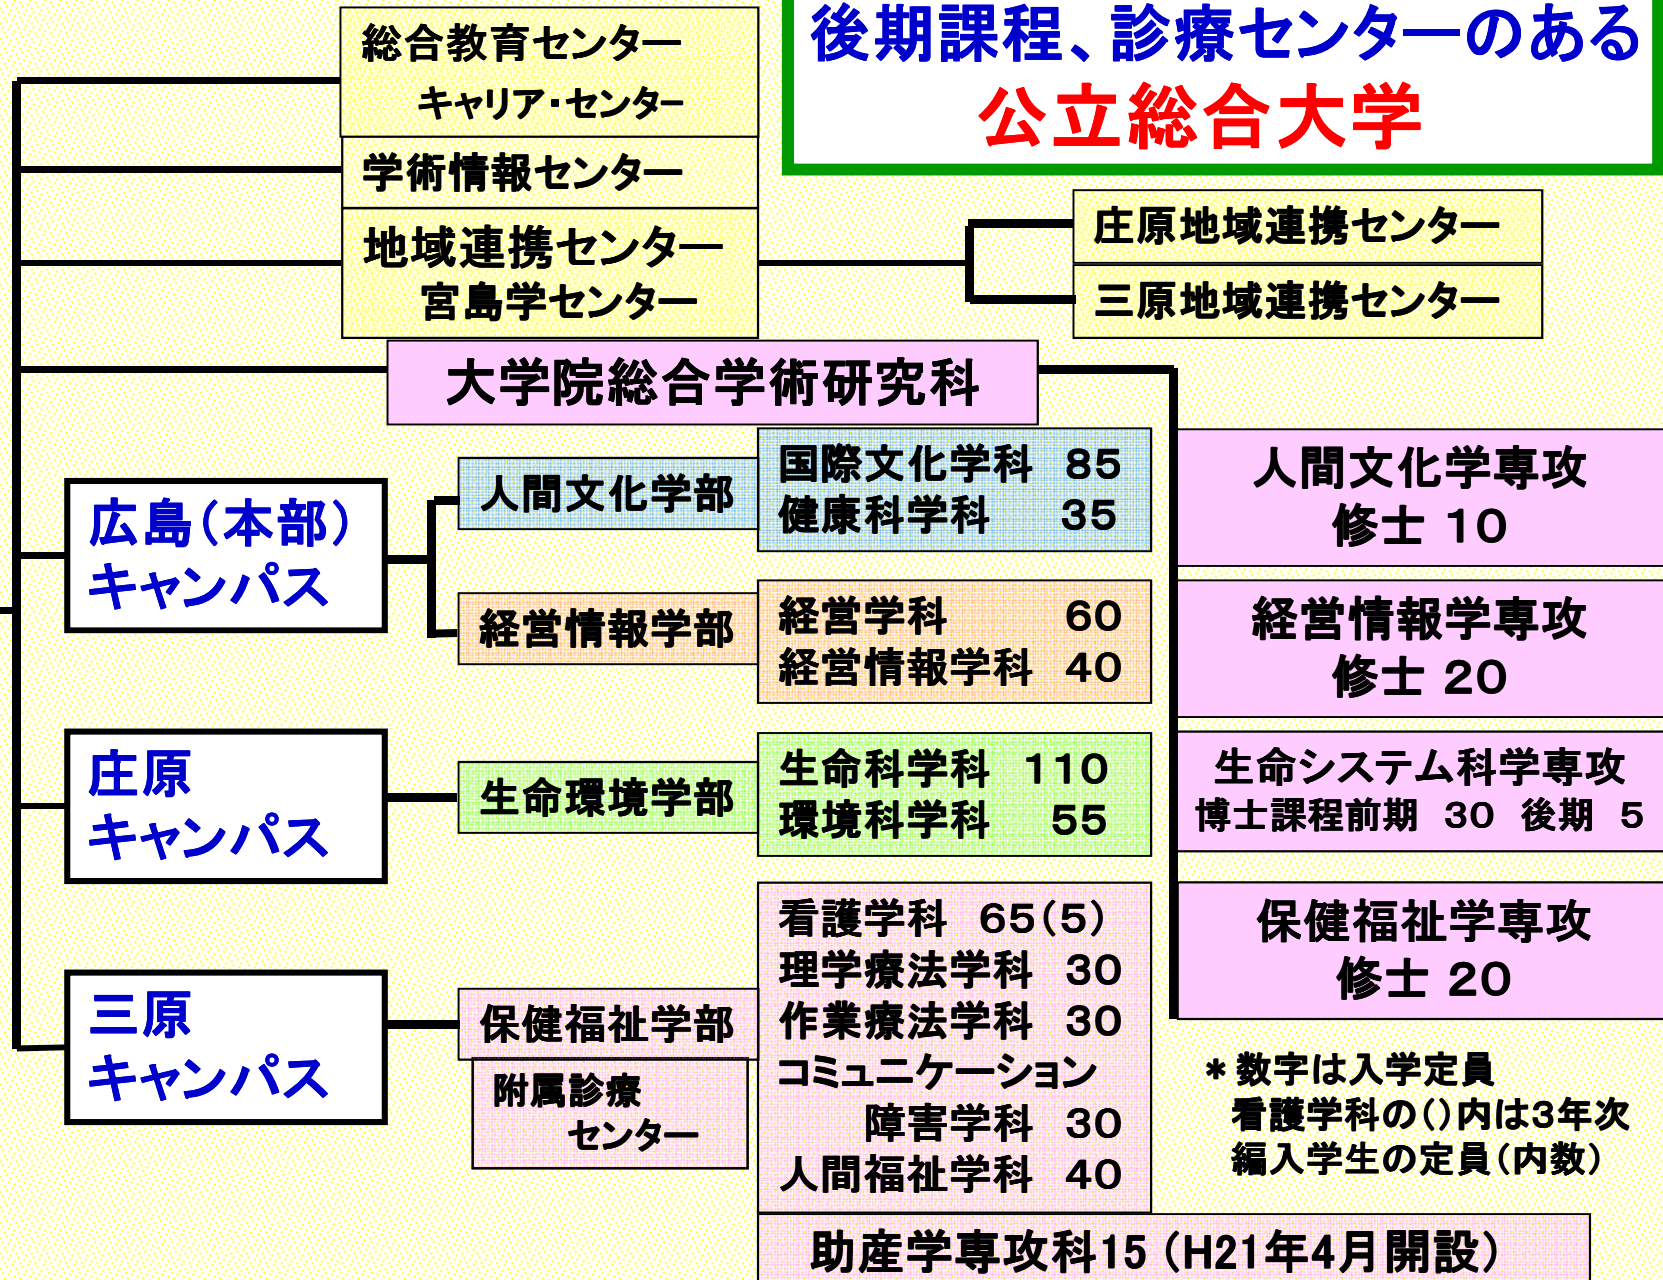 後期課程、診療センターのある
公立総合大学
総合教育センター
キャリア・センター
学術情報センター
地域連携センター
宮島学センター
庄原地域連携センター
三原地域連携センター
大学院総合学術研究科
広島（本部）
キャンパス
人間文化学部
国際文化学科 85
健康科学科 35
経営情報学部
経営学科 60
経営情報学科 40
人間文化学専攻
修士 10
経営情報学専攻
修士 20
庄原
キャンパス
生命環境学部
生命科学科 110
環境科学科 55
生命システム科学専攻
博士課程前期 30 後期 5
三原
キャンパス
保健福祉学部
附属診療
センター
看護学科 65(5)
理学療法学科 30
作業療法学科 30
コミュニケーション
障害学科 30
人間福祉学科 40
保健福祉学専攻
修士 20
＊数字は入学定員
看護学科の()内は3年次
編入学生の定員（内数）
助産学専攻科15（H21年4月開設）